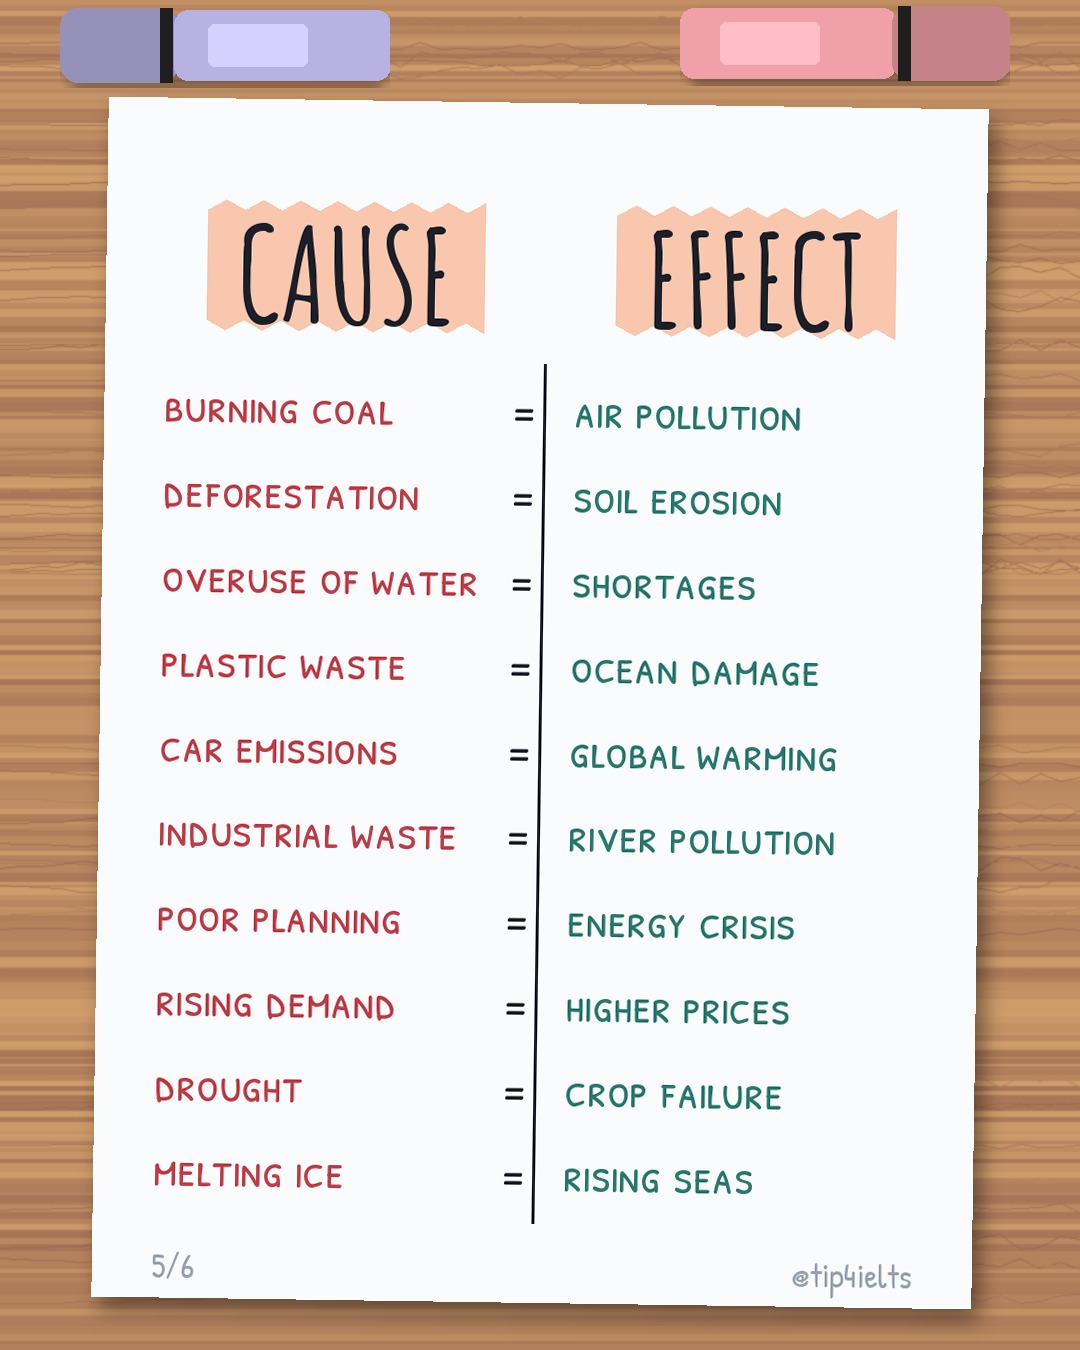 CAUSE EFFECT
BURNING COAL = AIR POLLUTION
DEFORESTATION = SOIL EROSION
OVERUSE OF WATER = SHORTAGES
PLASTIC WASTE = OCEAN DAMAGE
CAR EMISSIONS = GLOBAL WARMING
INDUSTRIAL WASTE = RIVER POLLUTION
POOR PLANNING = ENERGY CRISIS
RISING DEMAND = HIGHER PRICES
DROUGHT = CROP FAILURE
MELTING ICE = RISING SEAS
5/6 @tip4ielts